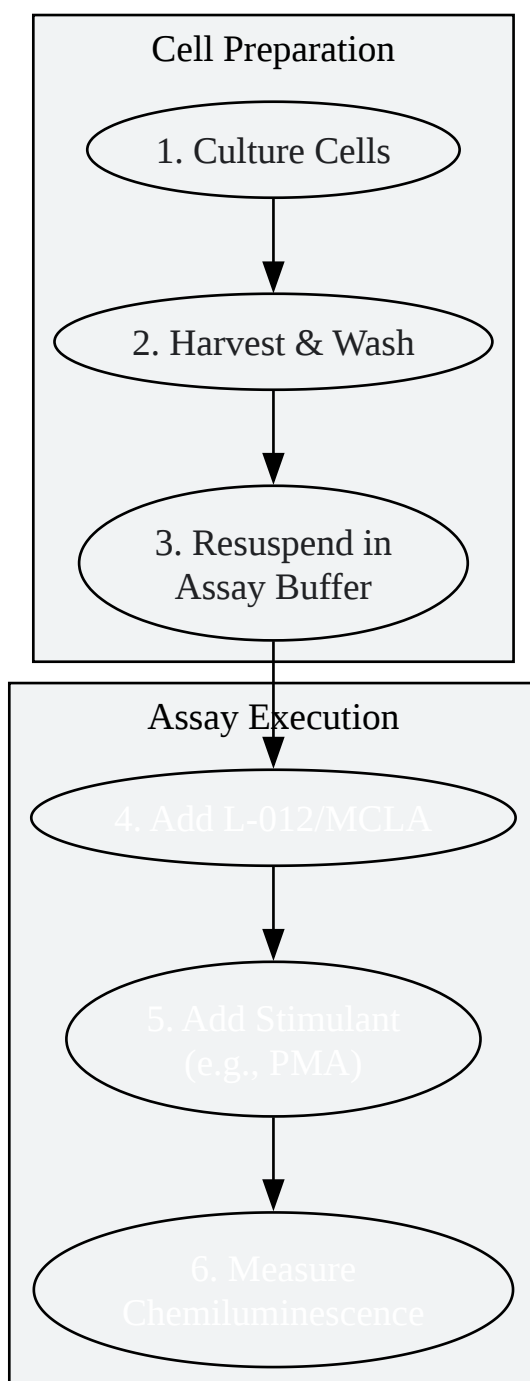 Cell Preparation
1. Culture Cells
2. Harvest & Wash
3. Resuspend in
Assay Buffer
Assay Execution
4. Add L-012/MCLA
5. Add Stimulant
(e.g., PMA)
6. Measure
Chemiluminescence